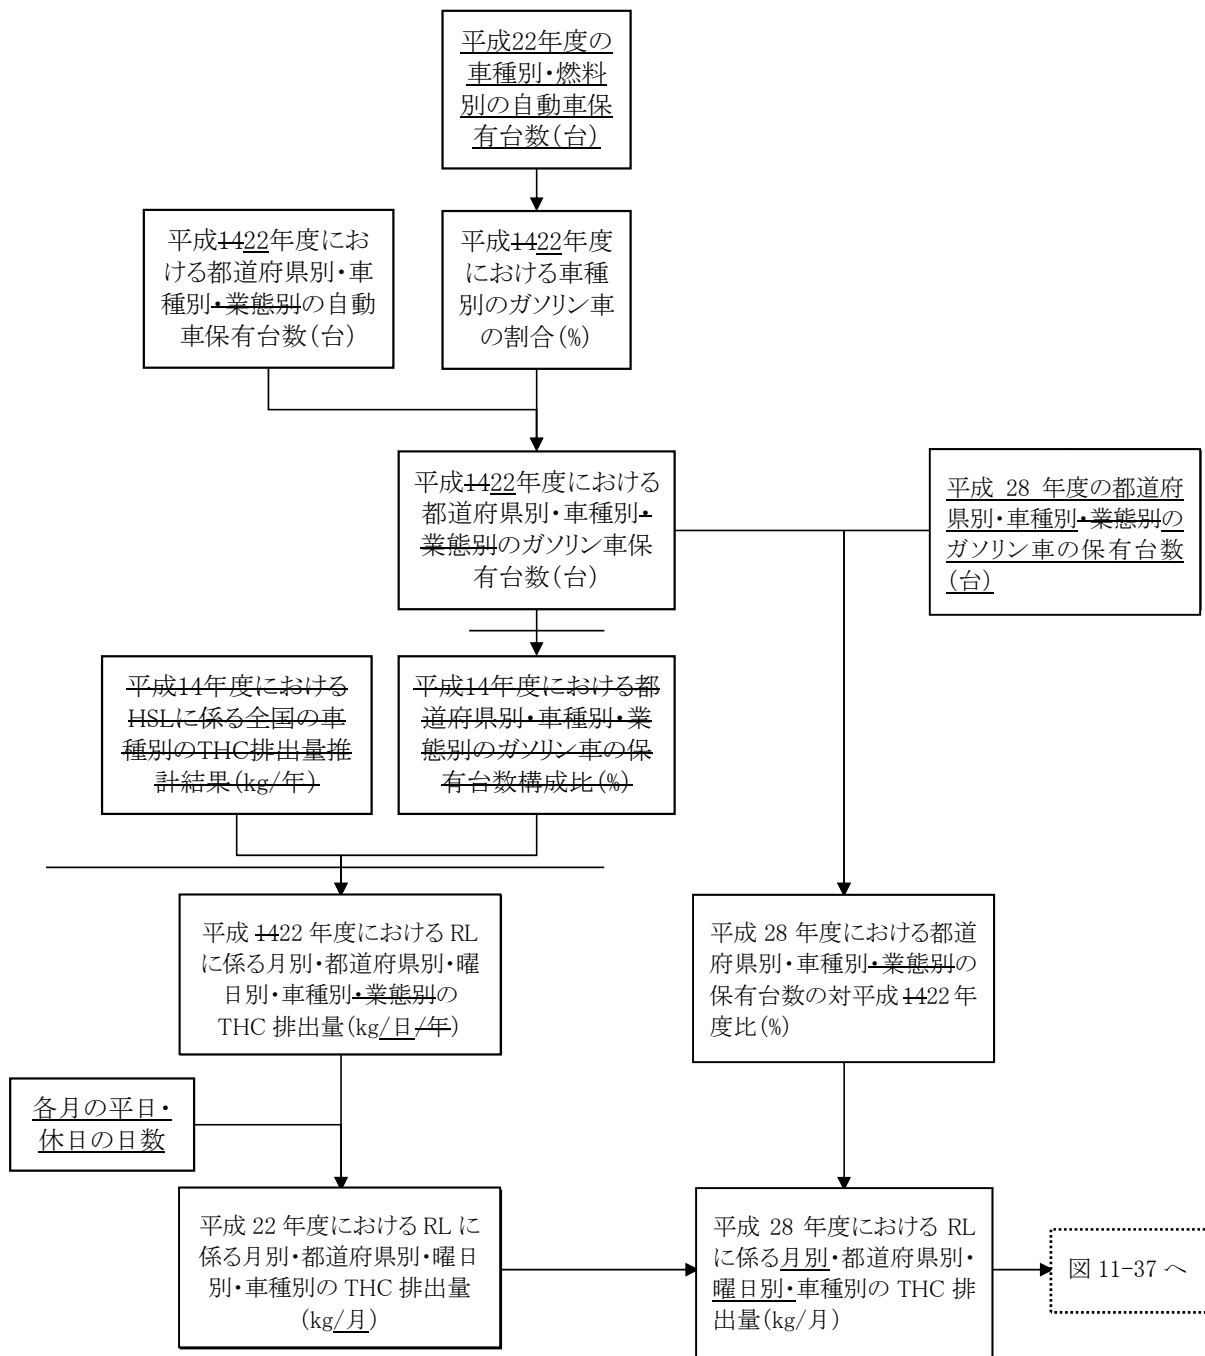 平成22年度の
車種別・燃料
別の自動車保
有台数(台)
平成1422年度にお
ける都道府県別・車
種別・業態別の自動
車保有台数(台)
平成1422年度
における車種
別のガソリン車
の割合(%)
平成1422年度における
都道府県別・車種別・
業態別のガソリン車保
有台数(台)
平成 28 年度の都道府
県別・車種別・業態別の
ガソリン車の保有台数
(台)
平成14年度における
HSLに係る全国の車
種別のTHC排出量推
計結果(kg/年)
平成14年度における都
道府県別・車種別・業
態別のガソリン車の保
有台数構成比(%)
平成 1422 年度における RL
に係る月別・都道府県別・曜
日別・車種別・業態別の
THC 排出量(kg/日/年)
平成 28 年度における都道
府県別・車種別・業態別の
保有台数の対平成 1422 年
度比(%)
各月の平日・
休日の日数
平成 22 年度における RL に
係る月別・都道府県別・曜日
別・車種別の THC 排出量
(kg/月)
平成 28 年度における RL
に係る月別・都道府県別・
曜日別・車種別の THC 排
出量(kg/月)
図 11-37 へ